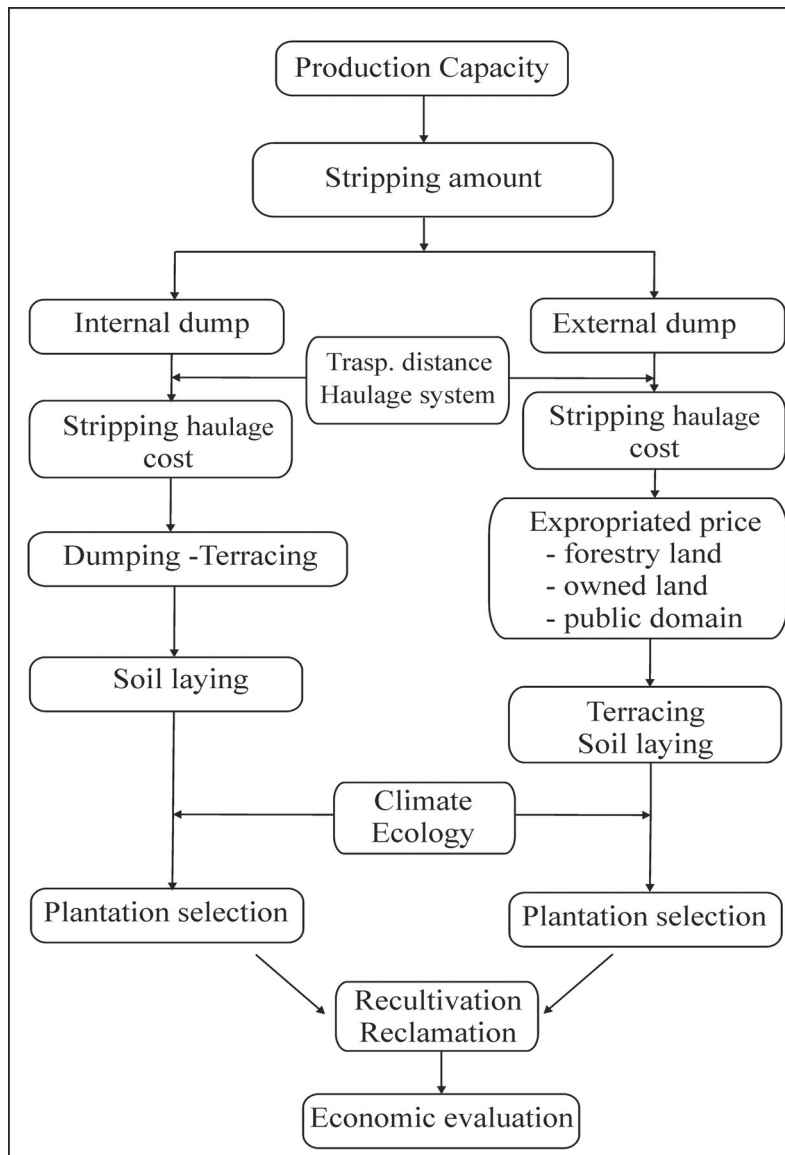 Production Capacity
Stripping amount
Internal dump
External dump
Trasp. distance
Haulage system
Stripping haulage
cost
Stripping haulage
cost
Dumping -Terracing
Expropriated price
- forestry land
- owned land
- public domain
Soil laying
Terracing
Soil laying
Climate
Ecology
Plantation selection
Plantation selection
Recultivation
Reclamation
Economic evaluation